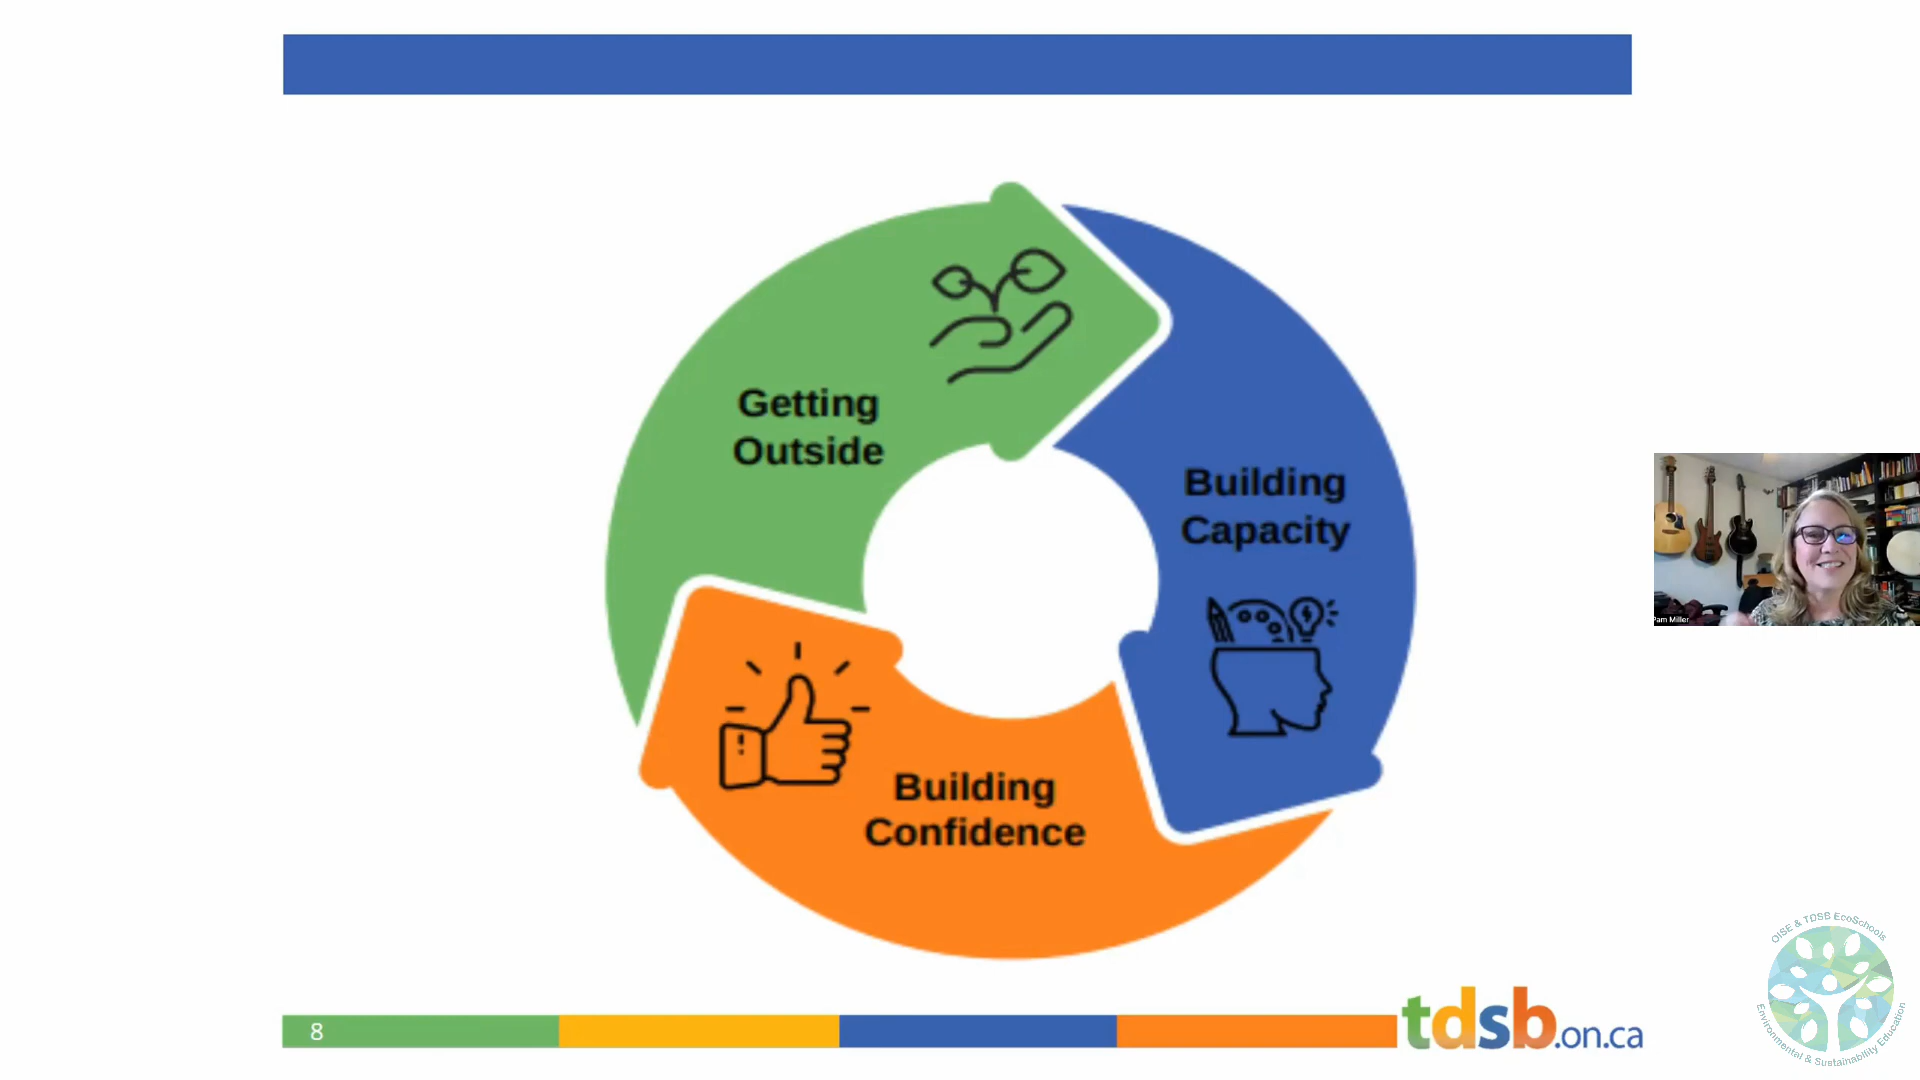 Getting
Outside
Building
Capacity
Building
Confidence
Pam Miller
8
tdsb.on.ca
OISE & TDSB EcoSchools
Environmental & Sustainability Education